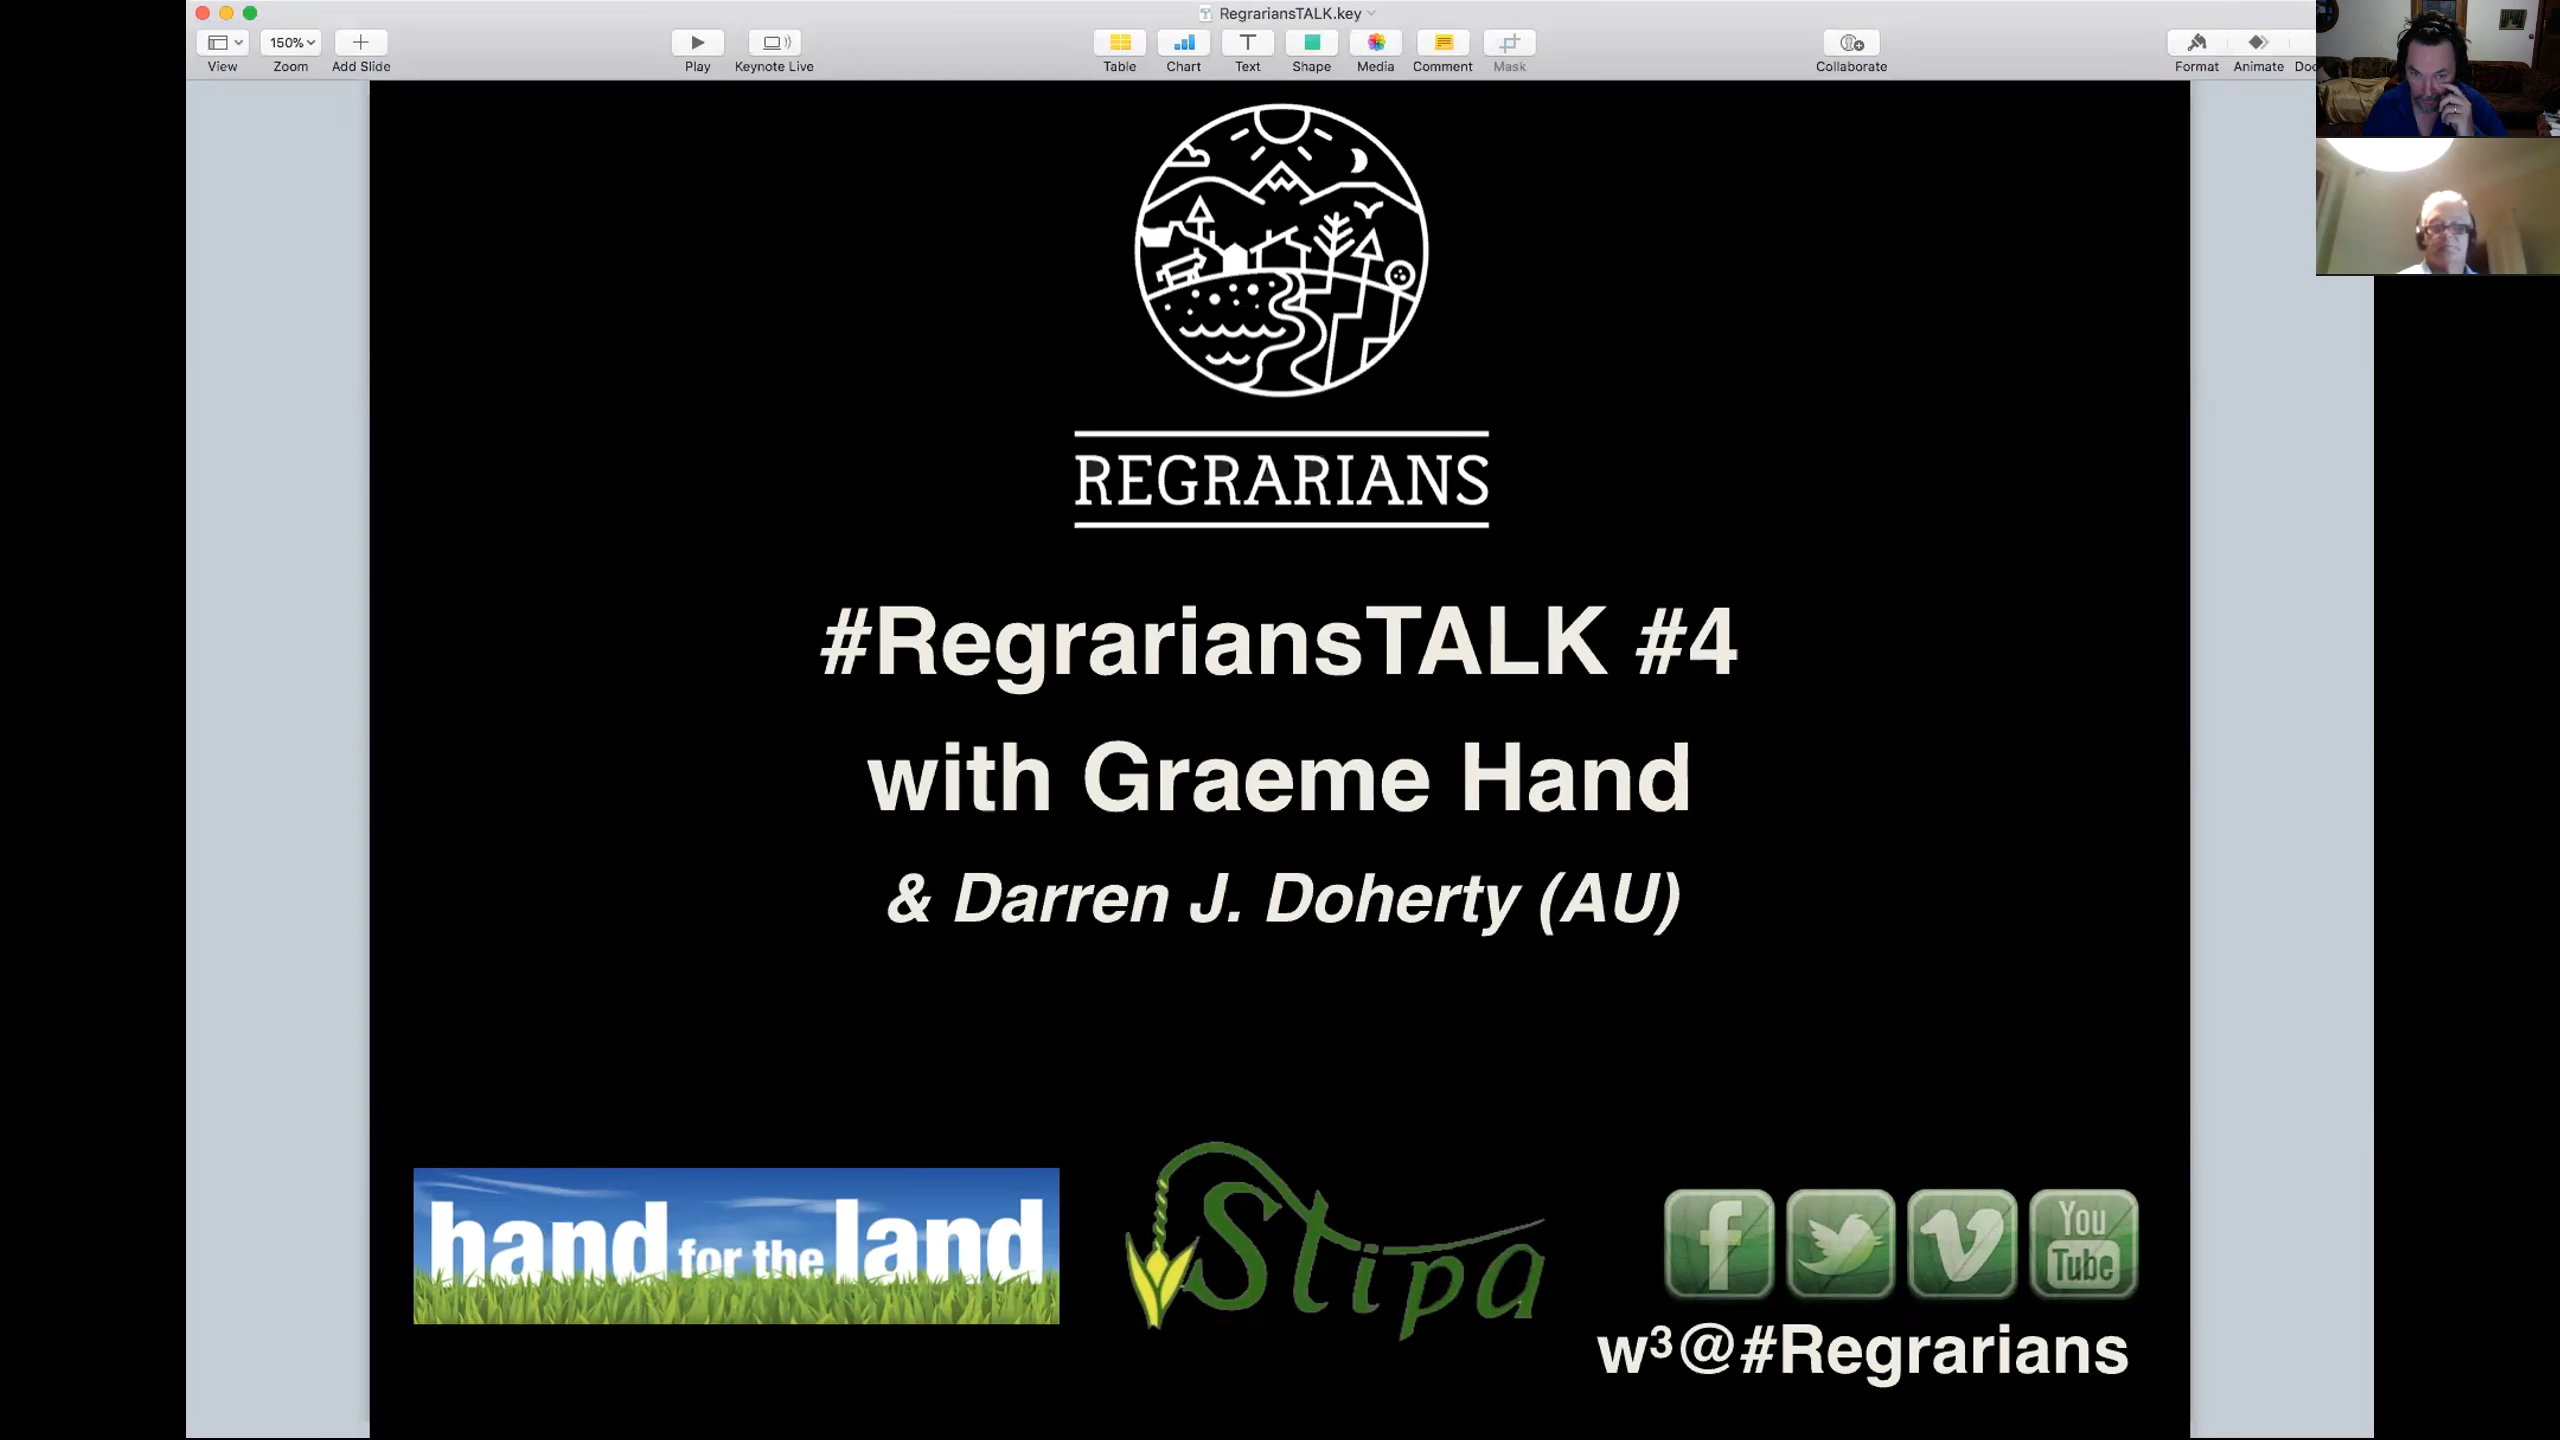 RegrariansTALK.key
150%
View
Zoom
Add Slide
Play
Keynote Live
Table
Chart
Text
Shape
Media
Comment
Mask
Collaborate
Format
Animate
Doc
REGRARIANS
#RegrariansTALK #4
with Graeme Hand
& Darren J. Doherty (AU)
hand for the land
Stipa
f
You
Tube
w³@#Regrarians